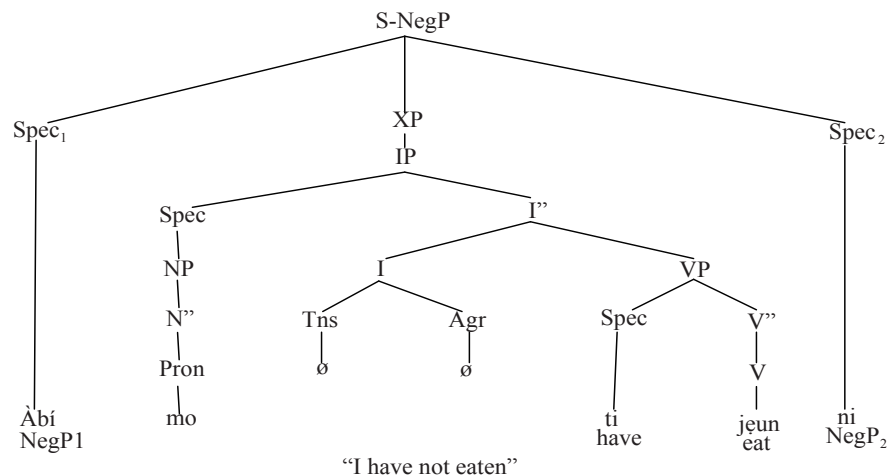 S-NegP
Spec₁ XP Spec₂
IP
Spec I”
NP I VP
N” Tns Agr Spec V”
Pron ø ø V
Àbí mo ti jẹun ni
NegP1 have eat NegP₂
“I have not eaten”